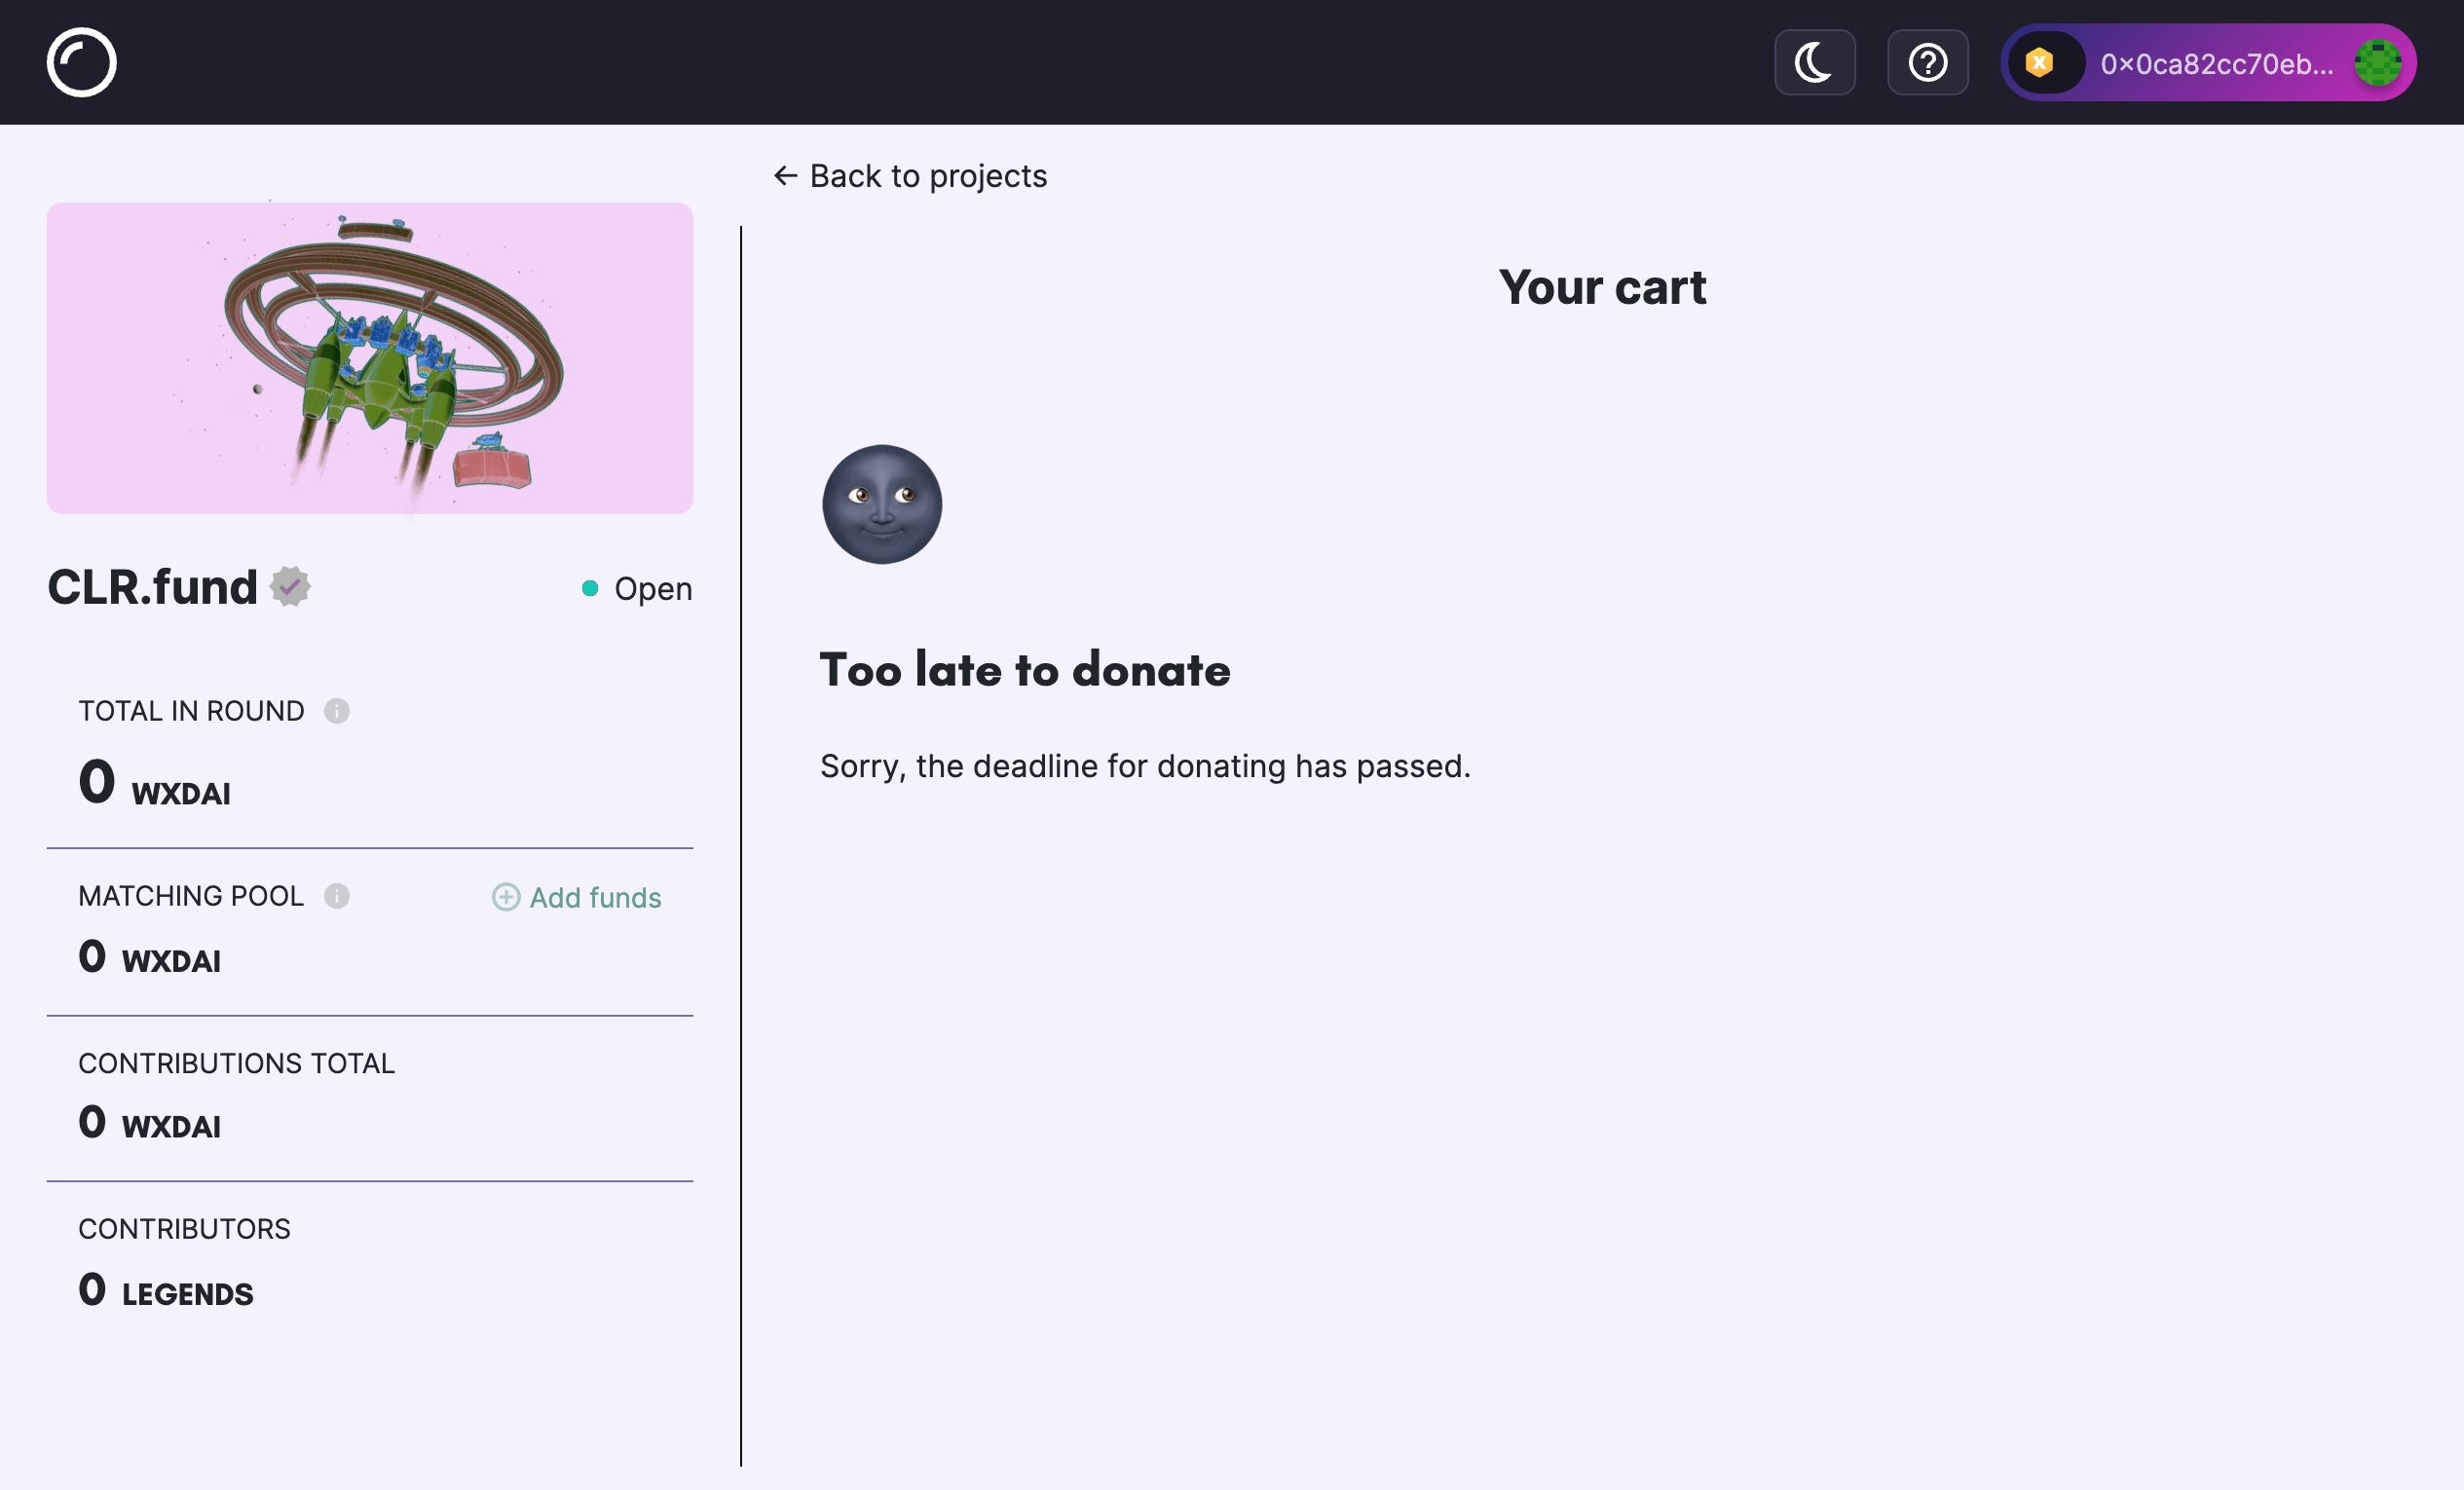 0x0ca82cc70eb...
← Back to projects
CLR.fund
Open
TOTAL IN ROUND
0 WXDAI
MATCHING POOL
Add funds
0 WXDAI
CONTRIBUTIONS TOTAL
0 WXDAI
CONTRIBUTORS
0 LEGENDS
Your cart
Too late to donate
Sorry, the deadline for donating has passed.